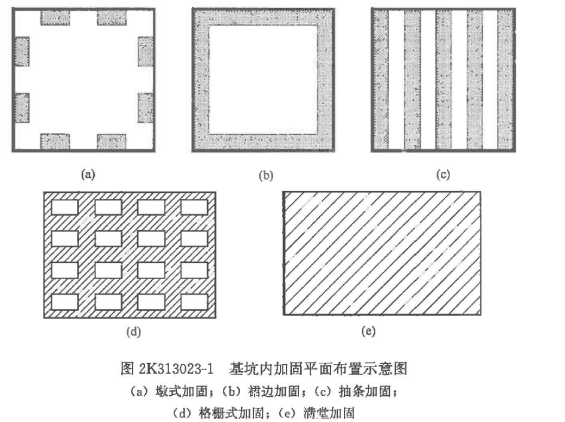 (a)
(b)
(c)
(d)
(e)
图 2K313023-1 基坑内加固平面布置示意图
(a) 墩式加固；(b) 裙边加固；(c) 抽条加固；
(d) 格栅式加固；(e) 满堂加固